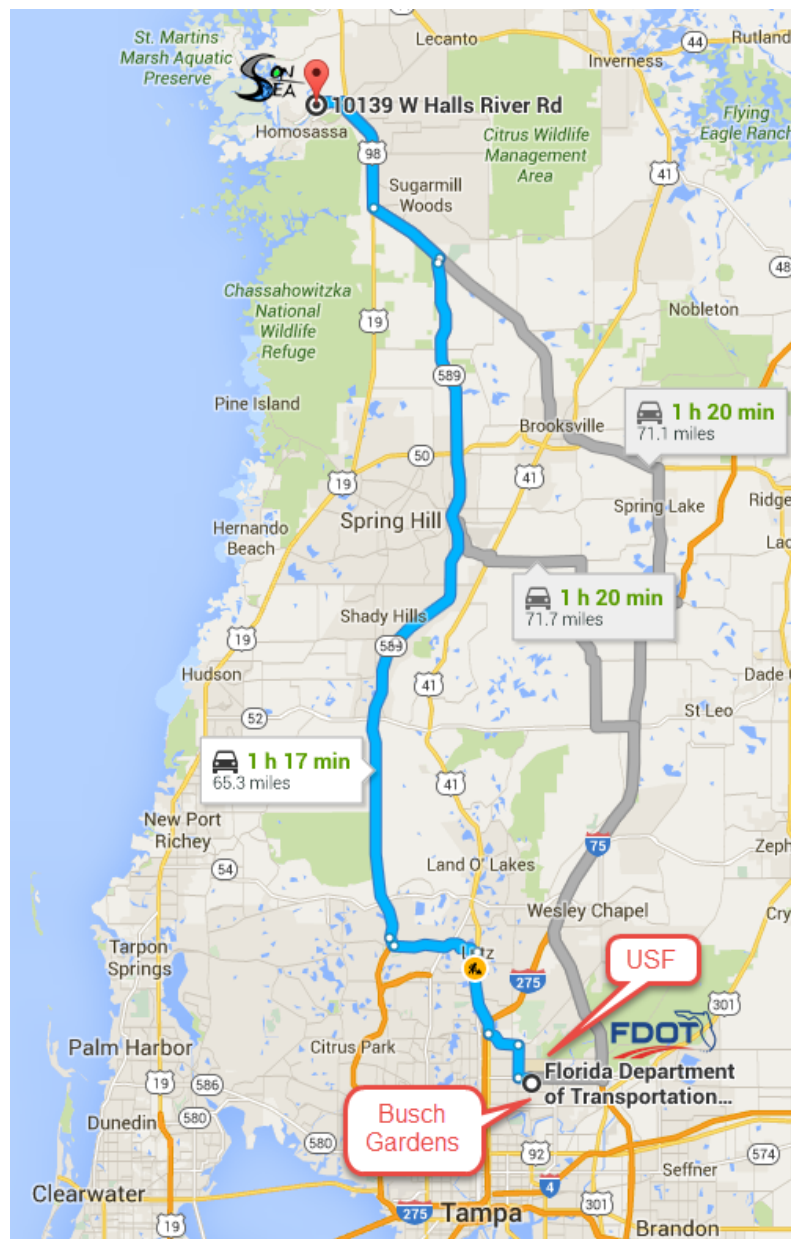 St. Martins
Marsh Aquatic
Preserve
Lecanto
44
Rutland
Inverness
SON
SEA
10139 W Halls River Rd
Homosassa
98
Citrus Wildlife
Management
Area
Flying
Eagle Ranch
41
Sugarmill
Woods
48
Chassahowitzka
National
Wildlife
Refuge
19
Nobleton
589
Pine Island
1 h 20 min
71.1 miles
Brooksville
50
19
41
Spring Lake
Ridge
Spring Hill
Hernando
Beach
Lac
1 h 20 min
71.7 miles
Shady Hills
19
589
Hudson
41
Dade C
52
St Leo
1 h 17 min
65.3 miles
41
New Port
Richey
75
Zeph
54
Land O' Lakes
Wesley Chapel
Cry
Tarpon
Springs
Lutz
USF
275
301
FDOT
Palm Harbor
Citrus Park
Florida Department
of Transportation...
19
586
580
Busch
Gardens
Dunedin
580
92
574
Seffner
4
Clearwater
301
19
275
Tampa
Brandon